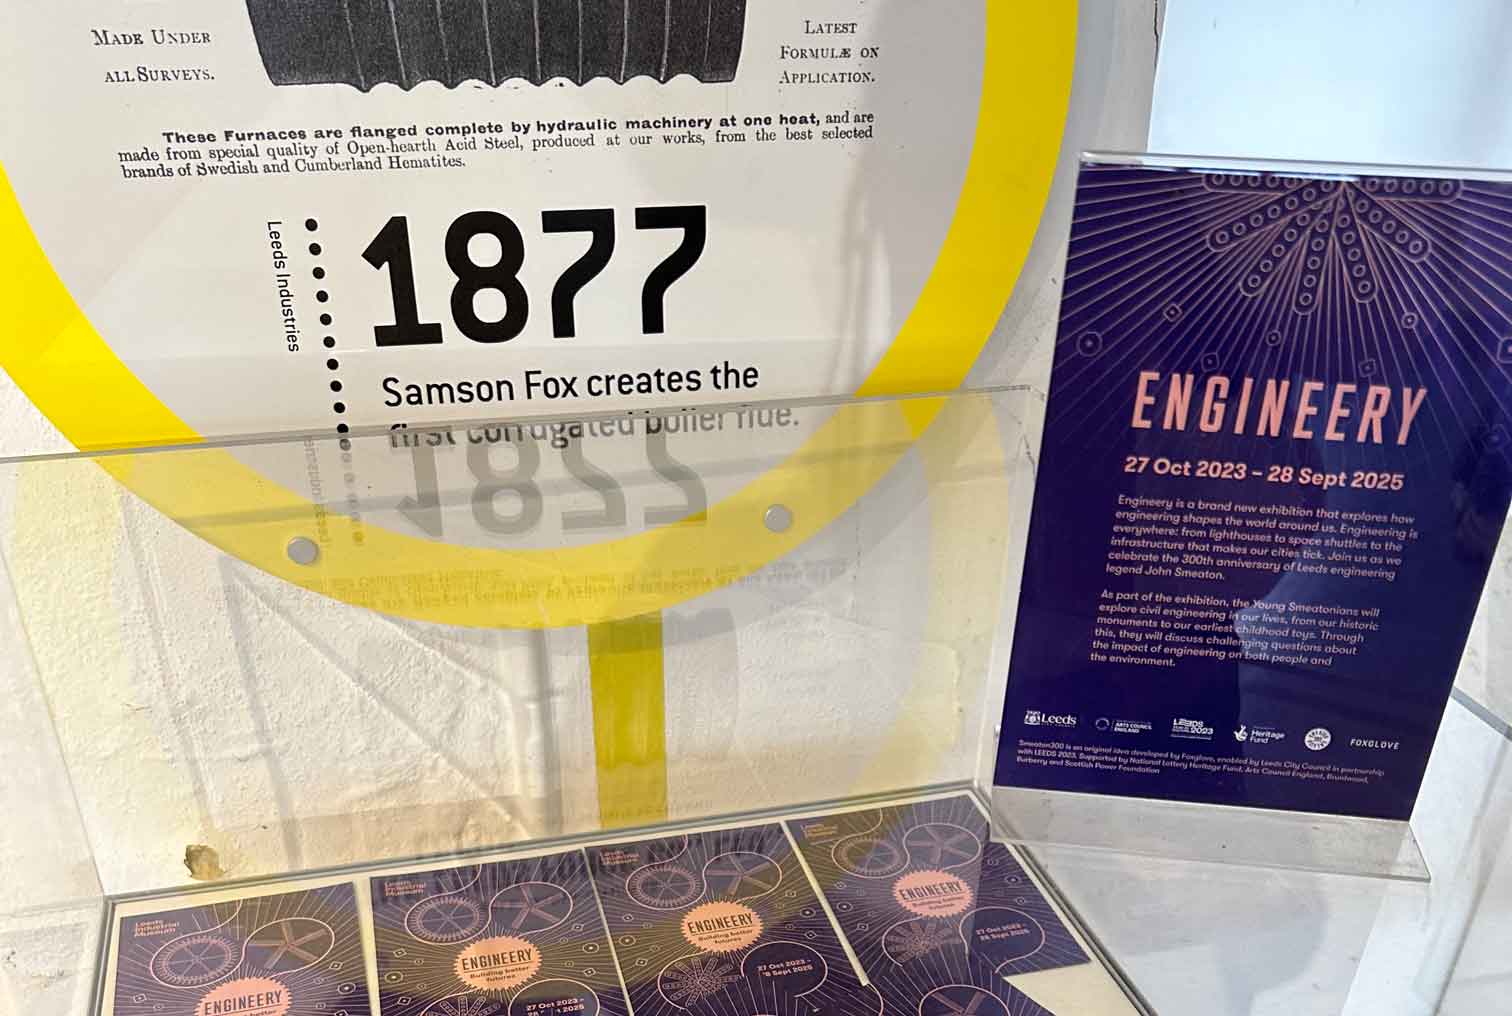 MADE UNDER
ALL SURVEYS.
LATEST
FORMULÆ ON
APPLICATION.
These Furnaces are flanged complete by hydraulic machinery at one heat, and are
made from special quality of Open-hearth Acid Steel, produced at our works, from the best selected
brands of Swedish and Cumberland Hematites.
Leeds Industries
1877
Samson Fox creates the
first corrugated boiler flue.
ENGINEERY
27 Oct 2023 – 28 Sept 2025
Engineery is a brand new exhibition that explores how
engineering shapes the world around us. Engineering is
everywhere: from lighthouses to space shuttles to the
infrastructure that makes our cities tick. Join us as we
celebrate the 300th anniversary of Leeds engineering
legend John Smeaton.
As part of the exhibition, the Young Smeatonians will
explore civil engineering in our lives, from our historic
monuments to our earliest childhood toys. Through
this, they will discuss challenging questions about
the impact of engineering on both people and
the environment.
Leeds
ARTS COUNCIL
ENGLAND
LEEDS
2023
Heritage
Fund
FOXGLOVE
Smeaton300 is an original idea developed by Foxglove, enabled by Leeds City Council in partnership
with LEEDS 2023. Supported by National Lottery Heritage Fund, Arts Council England, Brentwood,
Burberry and Scottish Power Foundation
Leeds
Industrial
Museum
ENGINEERY
Leeds
Industrial
Museum
ENGINEERY
Building better
futures
27 Oct 2023 –
Leeds
Industrial
Museum
ENGINEERY
Building better
futures
27 Oct 2023 –
28 Sept 2025
Leeds
Industrial
Museum
ENGINEERY
Building better
futures
27 Oct 2023 –
28 Sept 2025